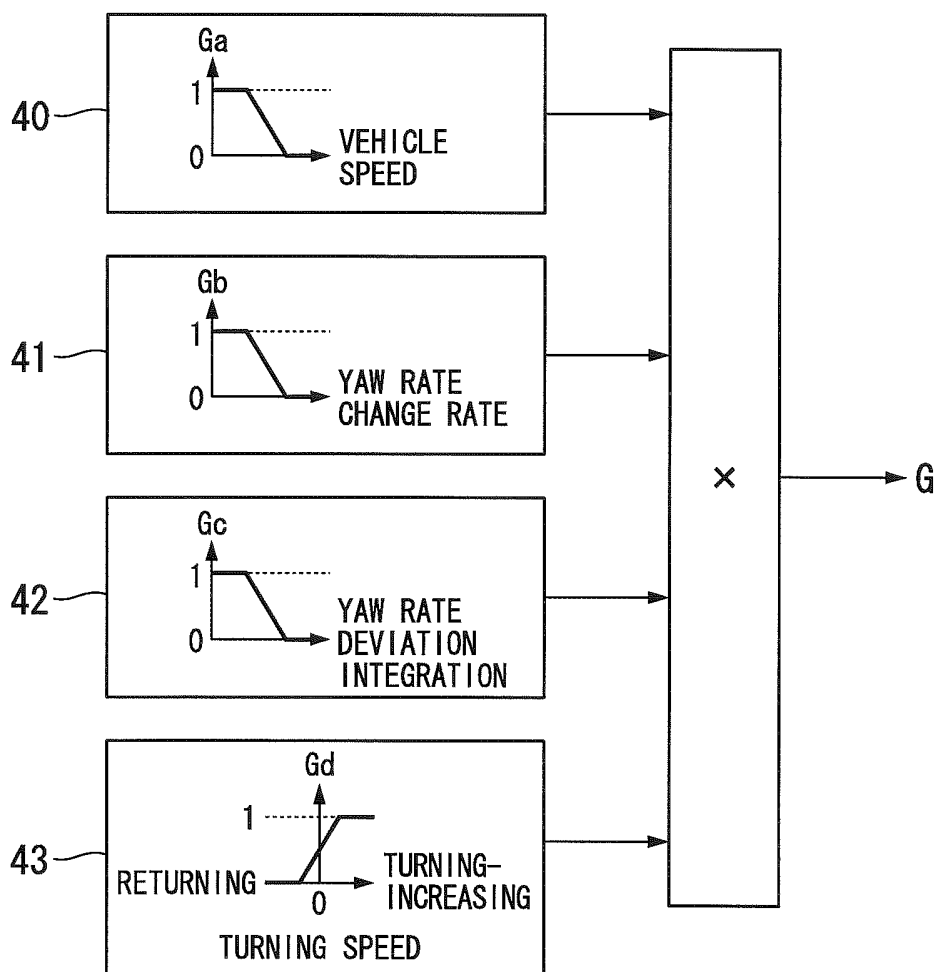 40
Ga
1
0
VEHICLE
SPEED
41
Gb
1
0
YAW RATE
CHANGE RATE
42
Gc
1
0
YAW RATE
DEVIATION
INTEGRATION
43
Gd
1
RETURNING
0
TURNING-
INCREASING
TURNING SPEED
×
G